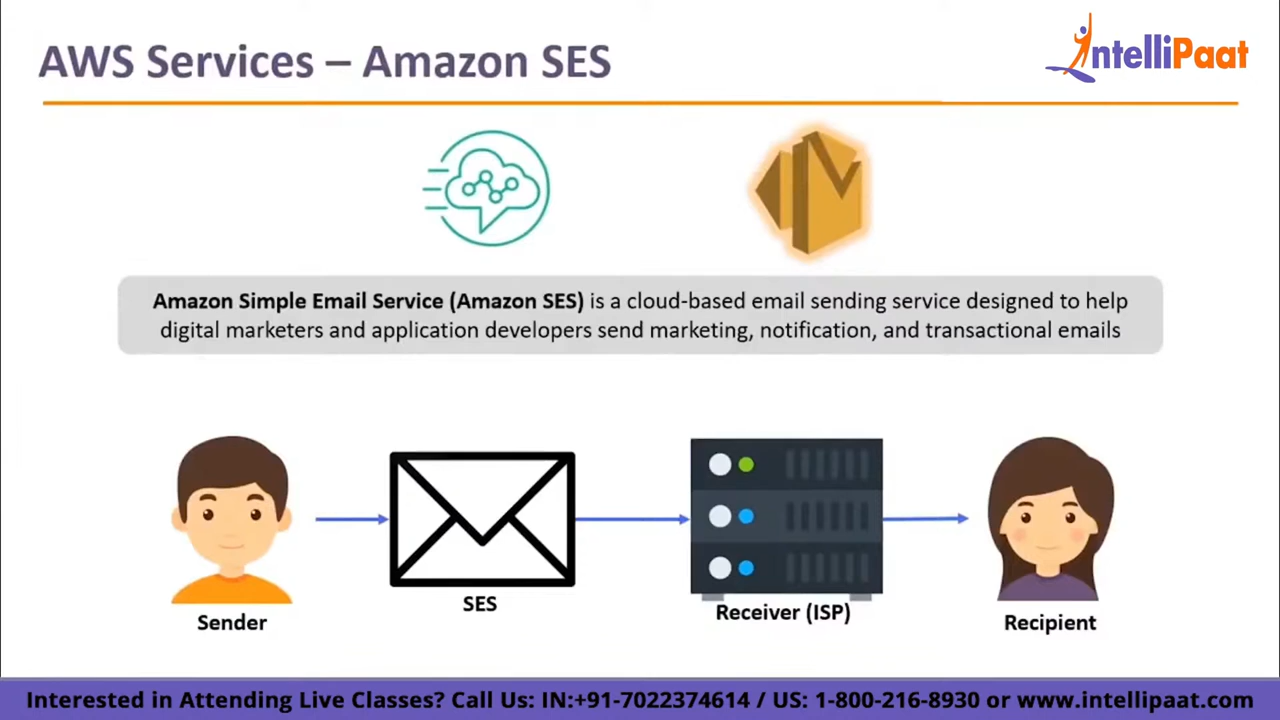 AWS Services – Amazon SES
IntelliPaat
Amazon Simple Email Service (Amazon SES) is a cloud-based email sending service designed to help
digital marketers and application developers send marketing, notification, and transactional emails
SES
Receiver (ISP)
Sender
Recipient
Interested in Attending Live Classes? Call Us: IN:+91-7022374614 / US: 1-800-216-8930 or www.intellipaat.com